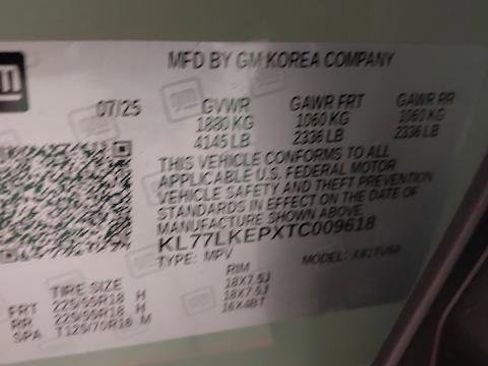 gm
MFD BY GM KOREA COMPANY
07/25 GVWR GAWR FRT GAWR RR
1880 KG 1060 KG 1060 KG
4145 LB 2336 LB 2336 LB
THIS VEHICLE CONFORMS TO ALL
APPLICABLE U.S. FEDERAL MOTOR
VEHICLE SAFETY AND THEFT PREVENTION
STANDARDS IN EFFECT ON THE DATE OF
MANUFACTURE SHOWN ABOVE.
KL77LKEPXTC009618
TYPE: MPV MODEL:
TIRE SIZE RIM
FRT 225/55R18 H 18X7.5J
RR 225/55R18 H 18X7.5J
SPA T125/70R16 M 16X4BT